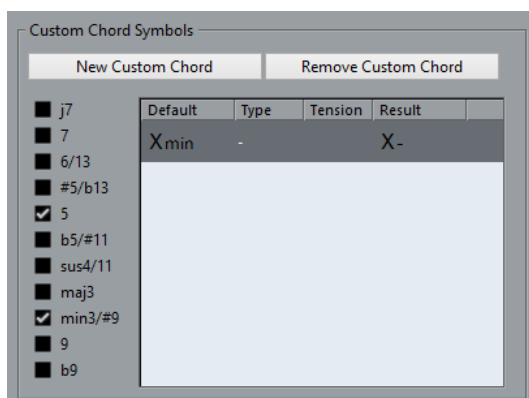 Custom Chord Symbols
New Custom Chord Remove Custom Chord
j7
7
6/13
#5/b13
5
b5/#11
sus4/11
maj3
min3/#9
9
b9
Default Type Tension Result
Xmin - X-